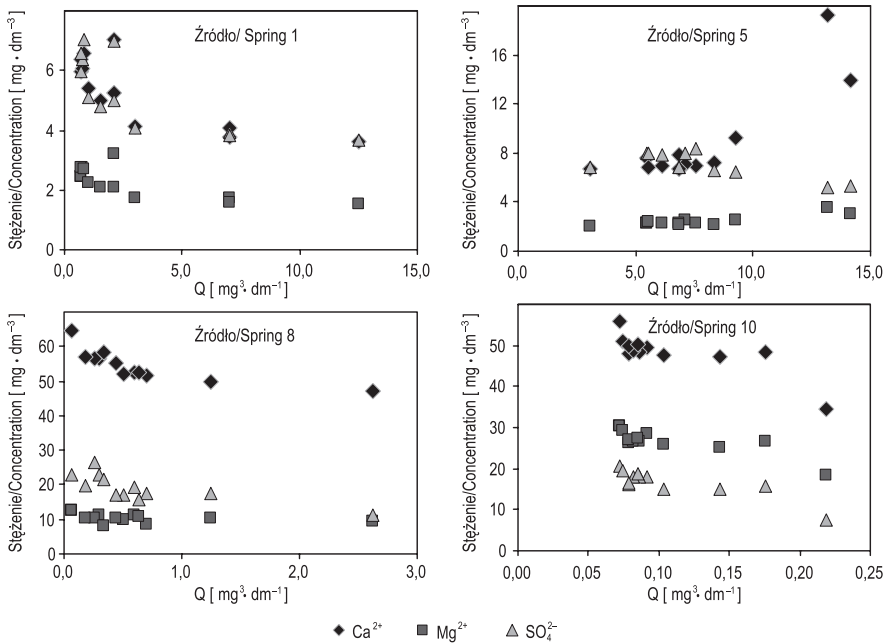 Źródło/ Spring 1
Stężenie/Concentration [ mg · dm⁻³ ]
6
4
2
0
0,0 5,0 10,0 15,0
Q [ mg³· dm⁻¹ ]
Źródło/Spring 5
Stężenie/Concentration [ mg · dm⁻³ ]
16
12
8
4
0
0,0 5,0 10,0 15,0
Q [ mg³· dm⁻¹ ]
Źródło/Spring 8
Stężenie/Concentration [ mg · dm⁻³ ]
60
50
40
30
20
10
0
0,0 1,0 2,0 3,0
Q [ mg³· dm⁻¹ ]
Źródło/Spring 10
Stężenie/Concentration [ mg · dm⁻³ ]
50
40
30
20
10
0
0,00 0,05 0,10 0,15 0,20 0,25
Q [ mg³· dm⁻¹ ]
Ca²⁺ Mg²⁺ SO₄²⁻